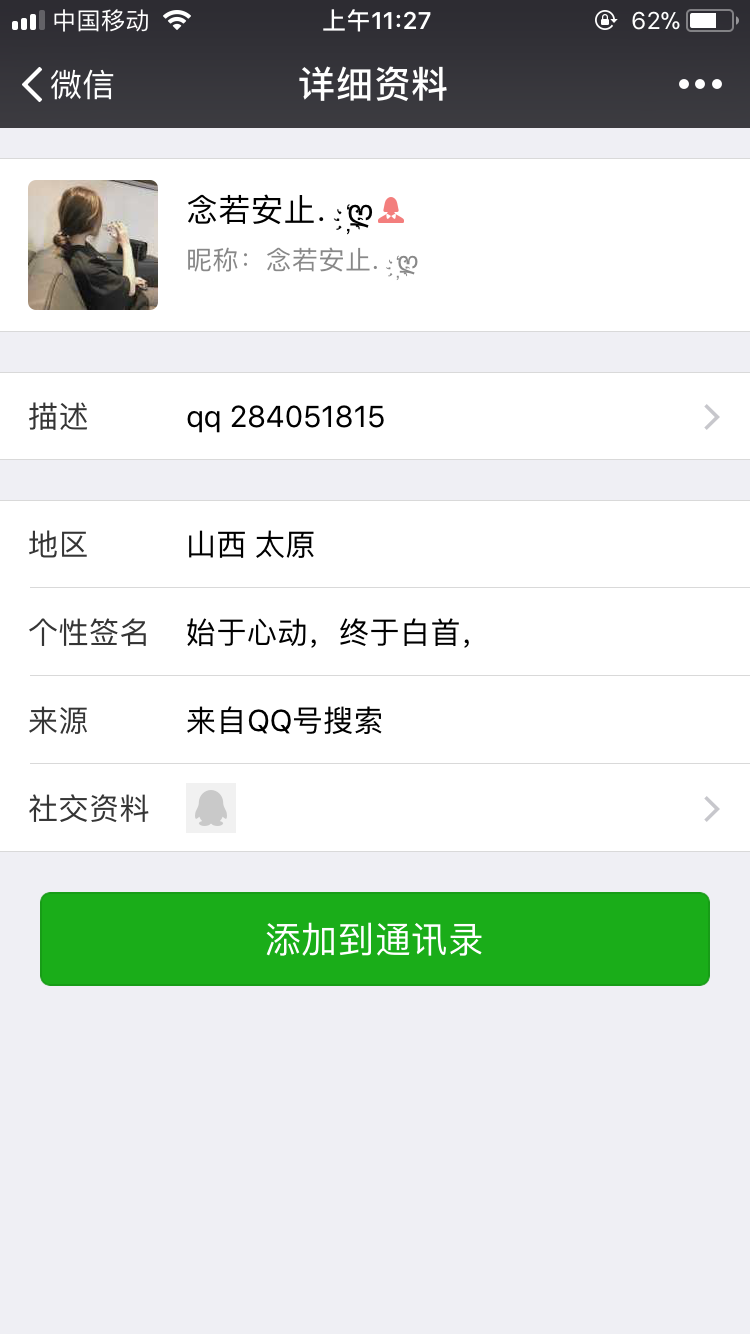 中国移动
上午11:27
62%
微信
详细资料
念若安止.
昵称：念若安止.
描述 qq 284051815
地区 山西 太原
个性签名 始于心动，终于白首，
来源 来自QQ号搜索
社交资料
添加到通讯录